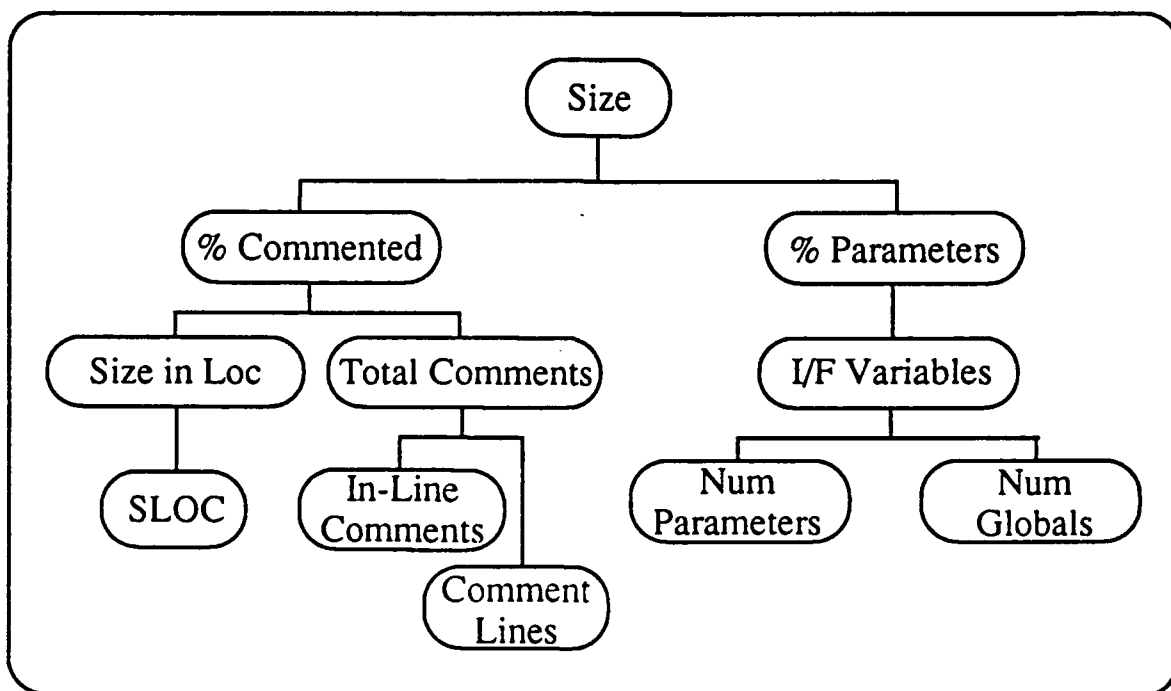 Size
% Commented
% Parameters
Size in Loc
Total Comments
I/F Variables
SLOC
In-Line
Comments
Num
Parameters
Num
Globals
Comment
Lines